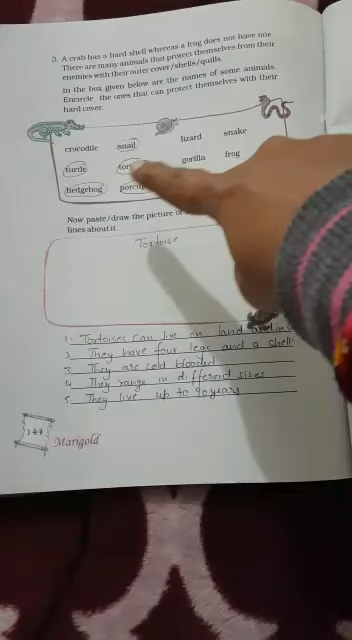 3. A crab has a hard shell whereas a frog does not have one.
There are many animals that protect themselves from their
enemies with their outer cover/shells/quills.
In the box given below are the names of some animals.
Encircle the ones that can protect themselves with their
hard cover.
crocodile snail lizard snake
turtle gorilla frog
hedgehog
Now paste/draw the picture
lines about it
Tortoise
1. Tortoises can live on land
2. They have four legs and a shell.
3. They are cold blooded
4. They range in different sizes
5. They live up to 90 years
144
Marigold